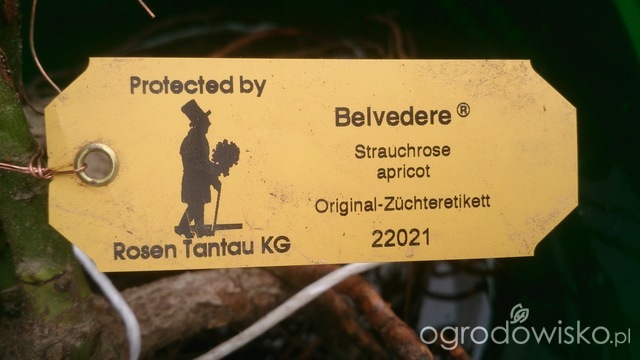 Protected by
Rosen Tantau KG
Belvedere ®
Strauchrose
apricot
Original-Züchteretikett
22021
ogrodowisko.pl